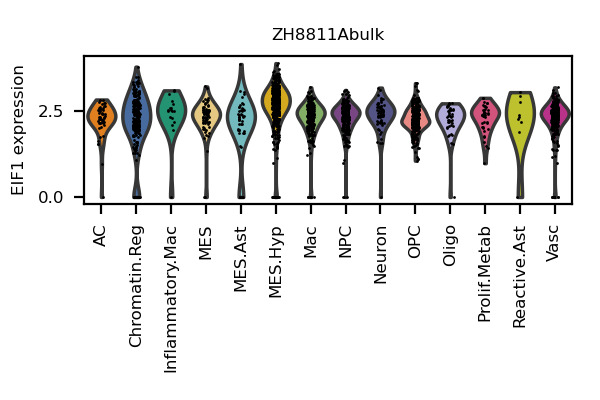 ZH8811Abulk
EIF1 expression
2.5
0.0
AC
Chromatin.Reg
Inflammatory.Mac
MES
MES.Ast
MES.Hyp
Mac
NPC
Neuron
OPC
Oligo
Prolif.Metab
Reactive.Ast
Vasc